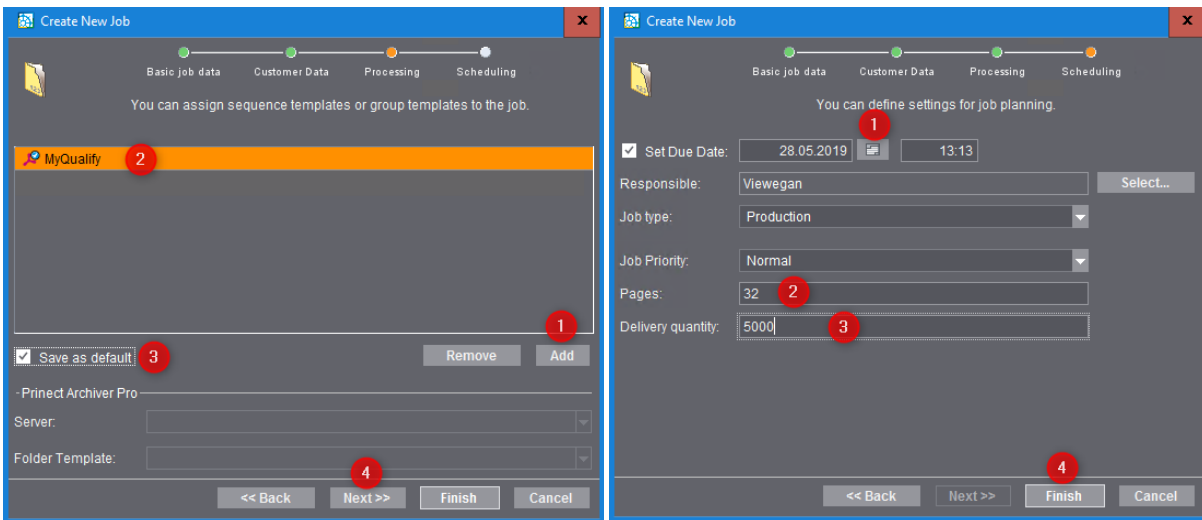 Create New Job x
Basic job data Customer Data Processing Scheduling
You can assign sequence templates or group templates to the job.
MyQualify 2
1
Save as default 3 Remove Add
Prinect Archiver Pro
Server:
Folder Template:
4
<< Back Next >> Finish Cancel
Create New Job x
Basic job data Customer Data Processing Scheduling
You can define settings for job planning.
1
Set Due Date: 28.05.2019 13:13
Responsible: Viewegan Select...
Job type: Production
Job Priority: Normal
Pages: 32 2
Delivery quantity: 5000 3
4
<< Back Next >> Finish Cancel